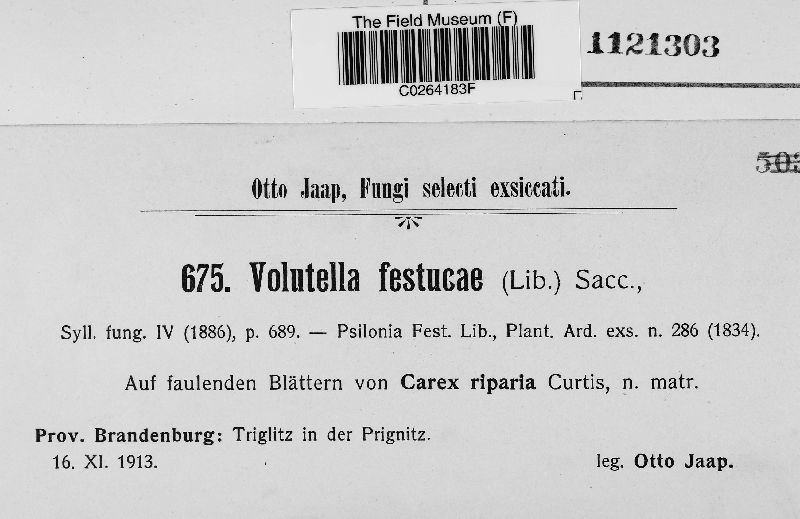 The Field Museum (F)
C0264183F
1121303
503
Otto Jaap, Fungi selecti exsiccati.
675. Volutella festucae (Lib.) Sacc.,
Syll. fung. IV (1886), p. 689. — Psilonia Fest. Lib., Plant. Ard. exs. n. 286 (1834).
Auf faulenden Blättern von Carex riparia Curtis, n. matr.
Prov. Brandenburg: Triglitz in der Prignitz.
16. XI. 1913.
leg. Otto Jaap.